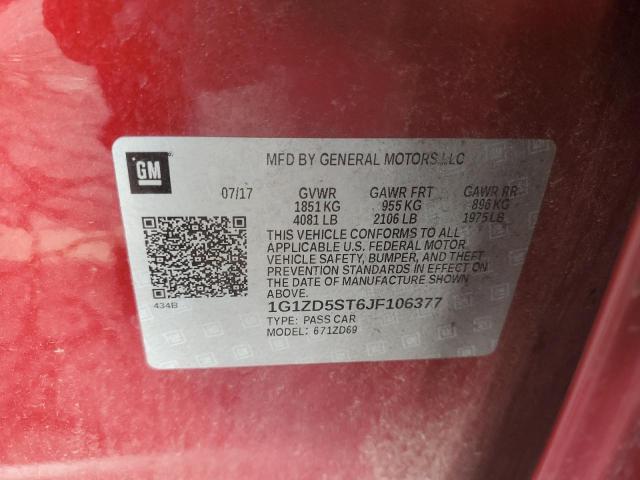 GM
MFD BY GENERAL MOTORS LLC
07/17 GVWR GAWR FRT GAWR RR
1851 KG 955 KG 896 KG
4081 LB 2106 LB 1975 LB
THIS VEHICLE CONFORMS TO ALL
APPLICABLE U.S. FEDERAL MOTOR
VEHICLE SAFETY, BUMPER, AND THEFT
PREVENTION STANDARDS IN EFFECT ON
THE DATE OF MANUFACTURE SHOWN
ABOVE.
434B
1G1ZD5ST6JF106377
TYPE: PASS CAR
MODEL: 671ZD69